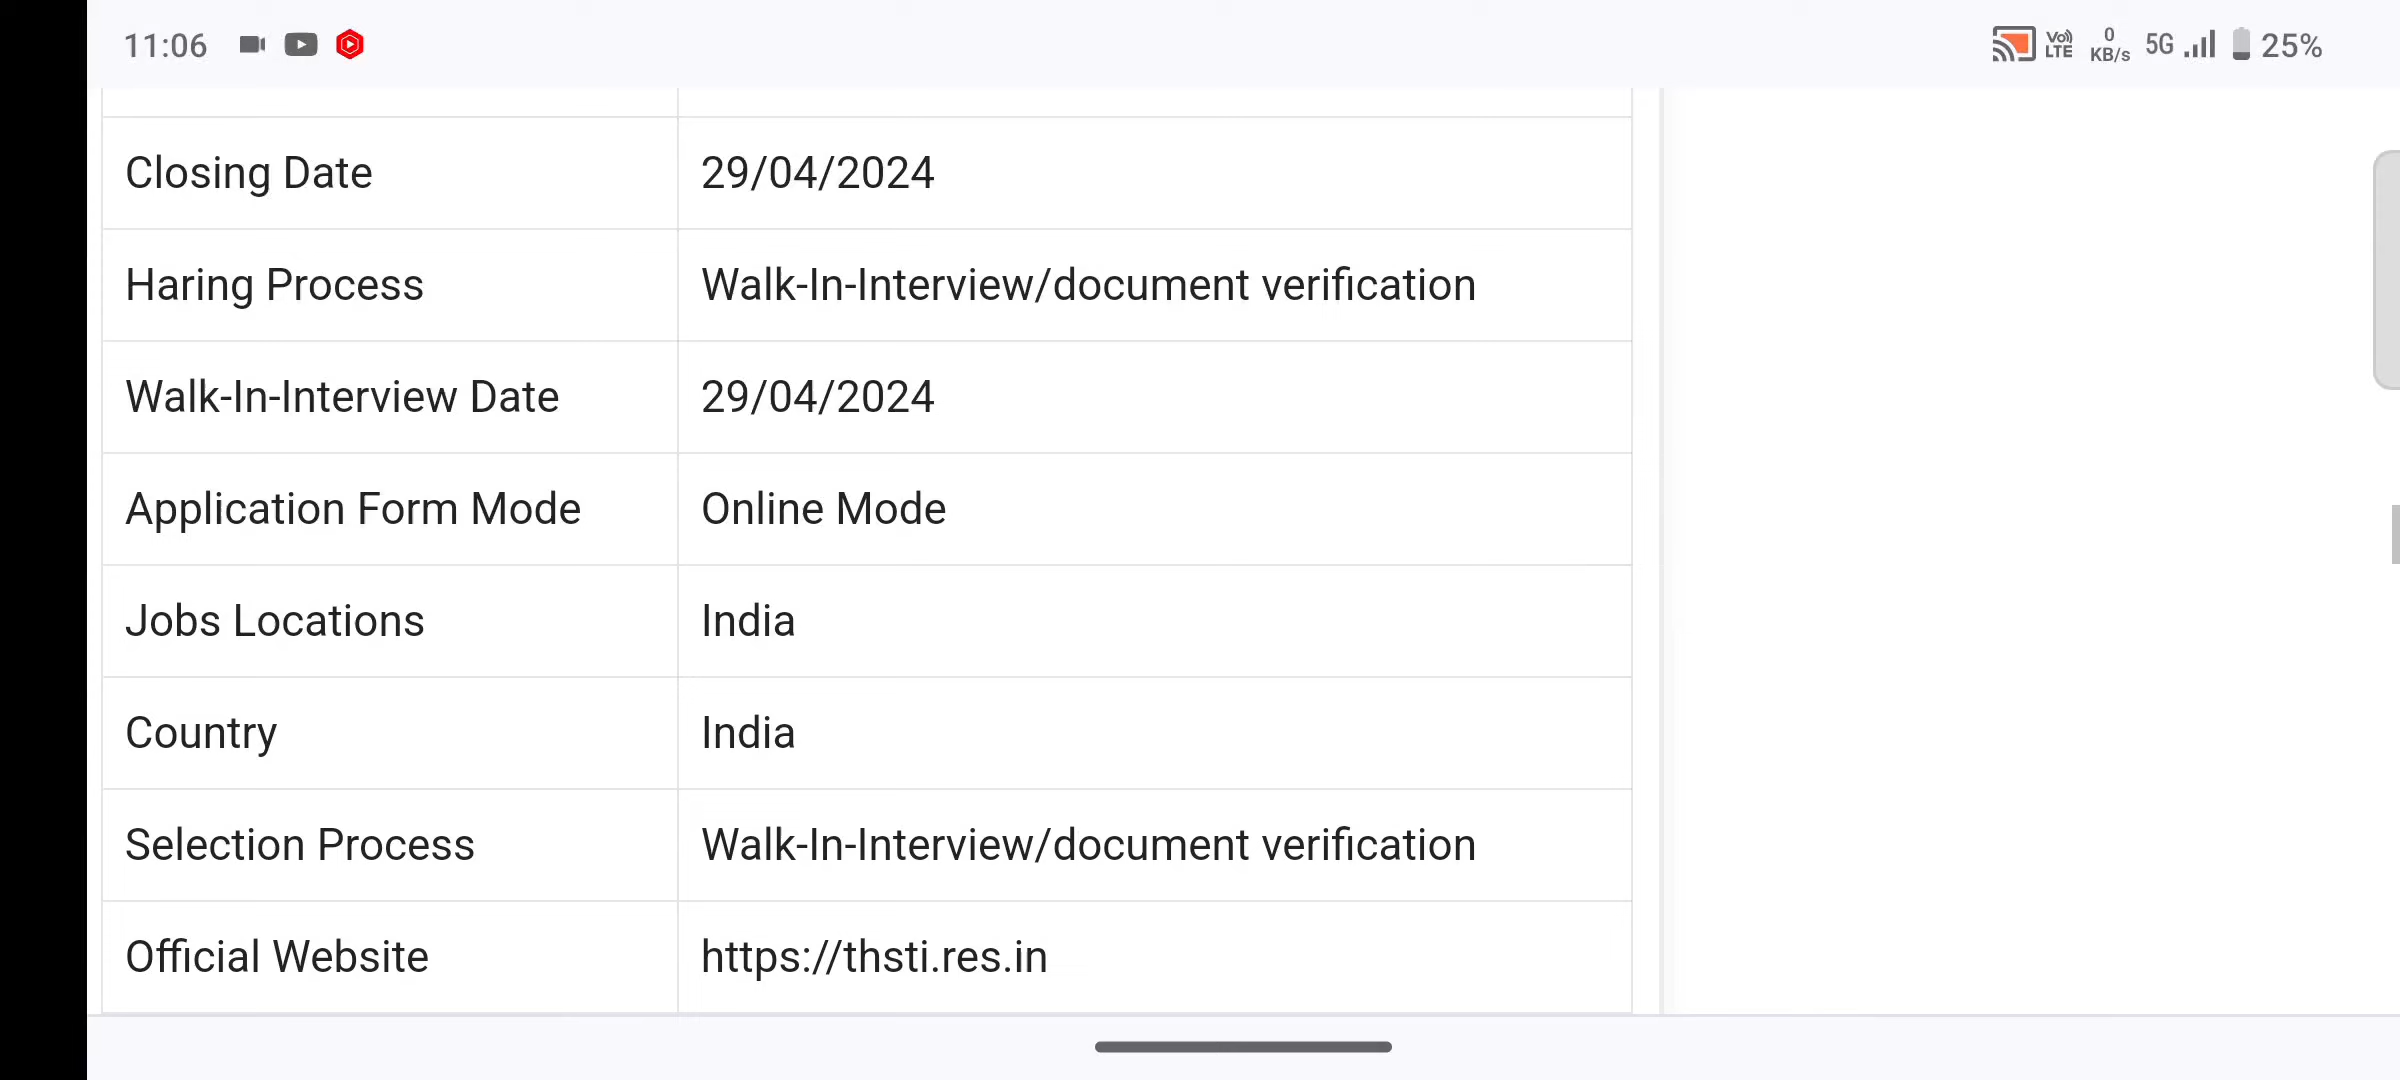 11:06 Vo) LTE 0 KB/s 5G 25%
Closing Date 29/04/2024
Haring Process Walk-In-Interview/document verification
Walk-In-Interview Date 29/04/2024
Application Form Mode Online Mode
Jobs Locations India
Country India
Selection Process Walk-In-Interview/document verification
Official Website https://thsti.res.in